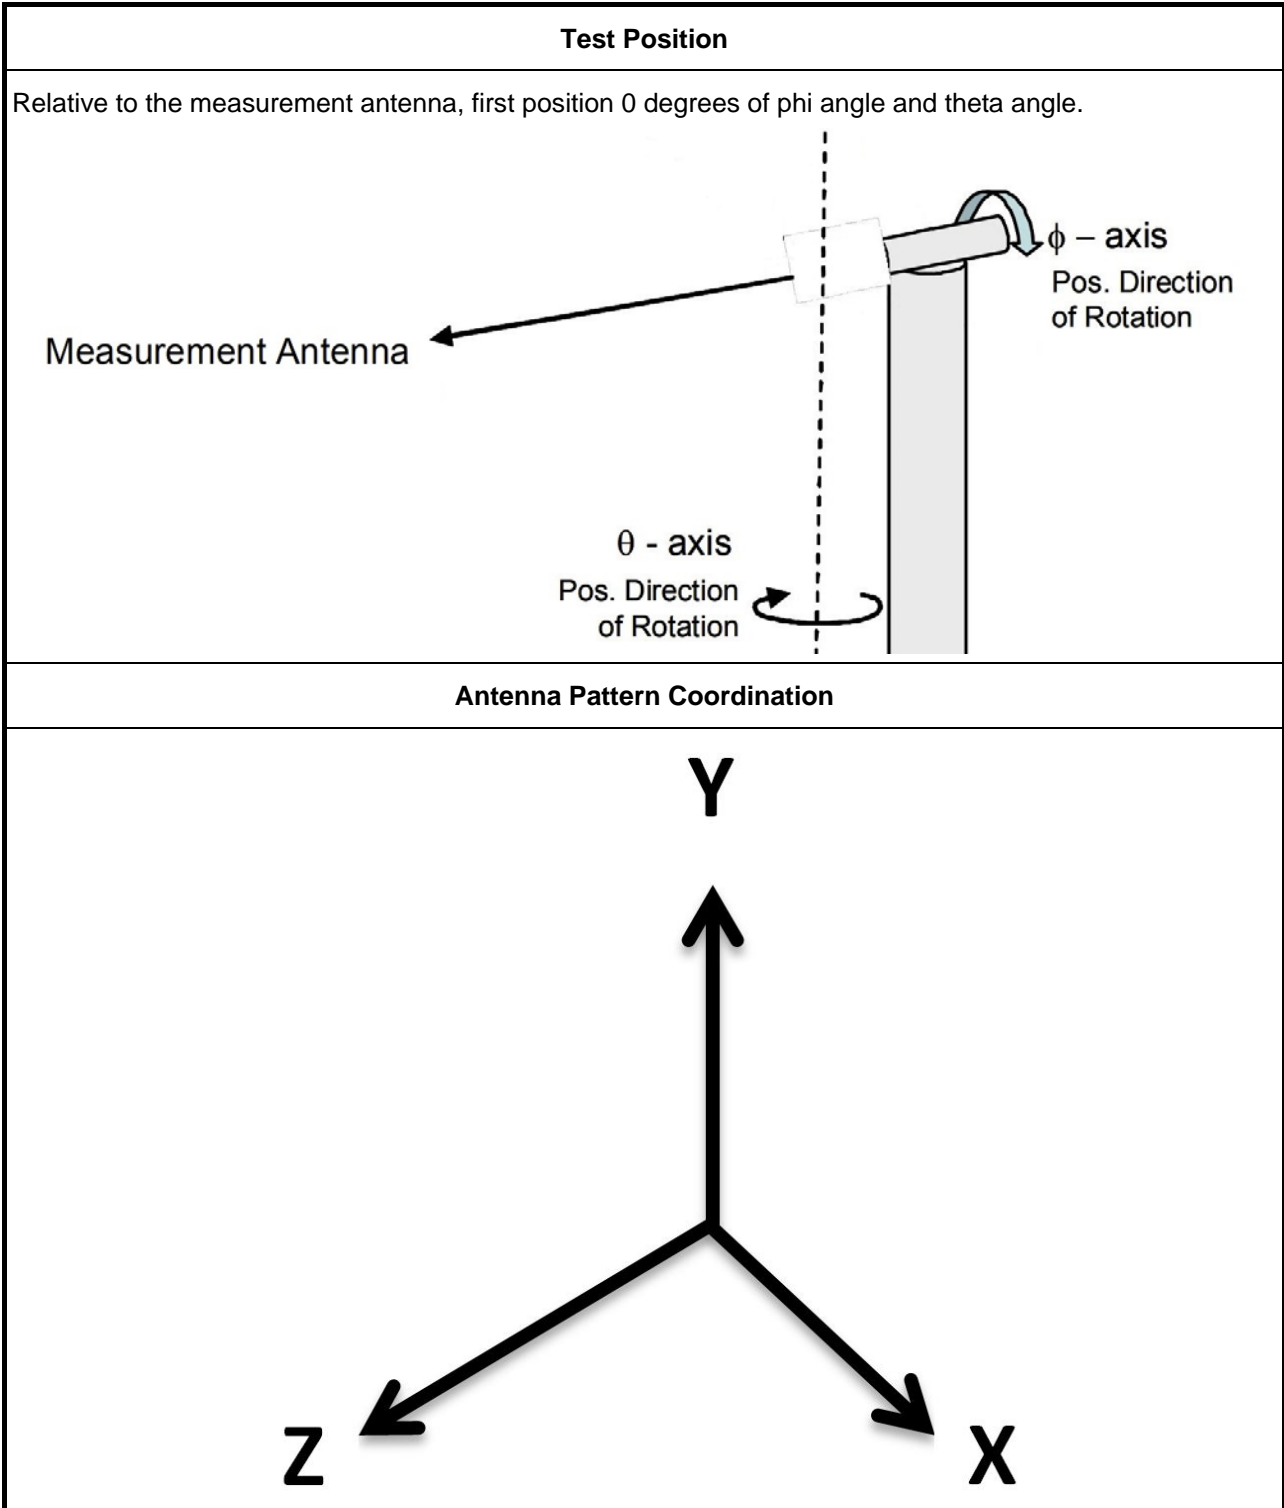 Test Position
Relative to the measurement antenna, first position 0 degrees of phi angle and theta angle.
ϕ – axis
Pos. Direction
of Rotation
Measurement Antenna
θ - axis
Pos. Direction
of Rotation
Antenna Pattern Coordination
Y
Z
X